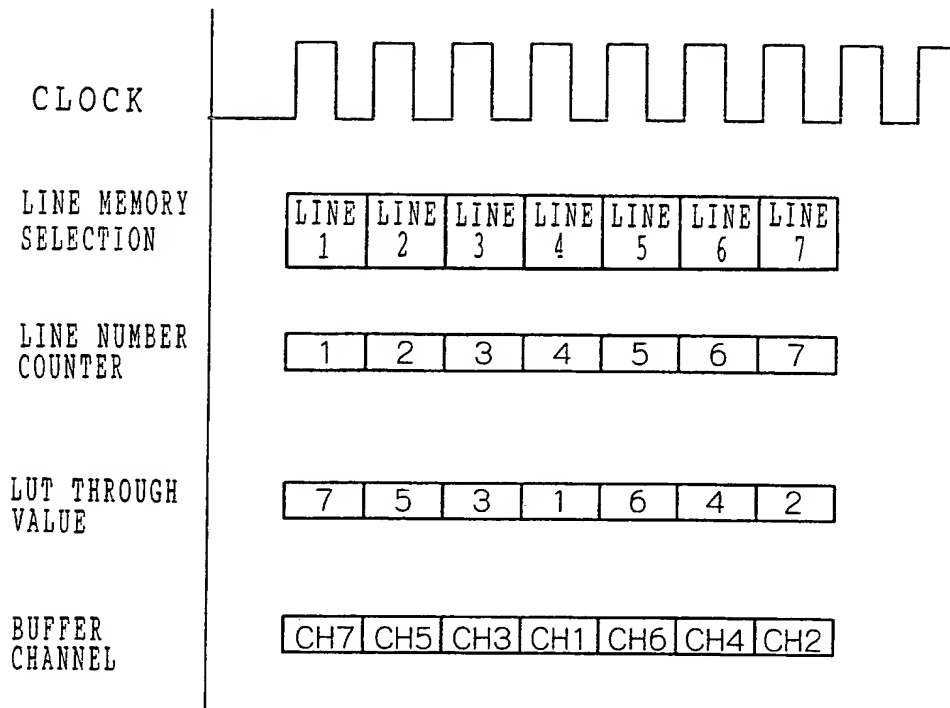 CLOCK
LINE MEMORY
SELECTION
LINE 1 LINE 2 LINE 3 LINE 4 LINE 5 LINE 6 LINE 7
LINE NUMBER
COUNTER
1 2 3 4 5 6 7
LUT THROUGH
VALUE
7 5 3 1 6 4 2
BUFFER
CHANNEL
CH7 CH5 CH3 CH1 CH6 CH4 CH2